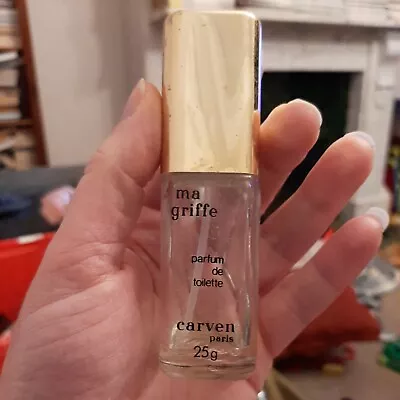 ma
griffe
parfum
de
toilette
carven
paris
25g